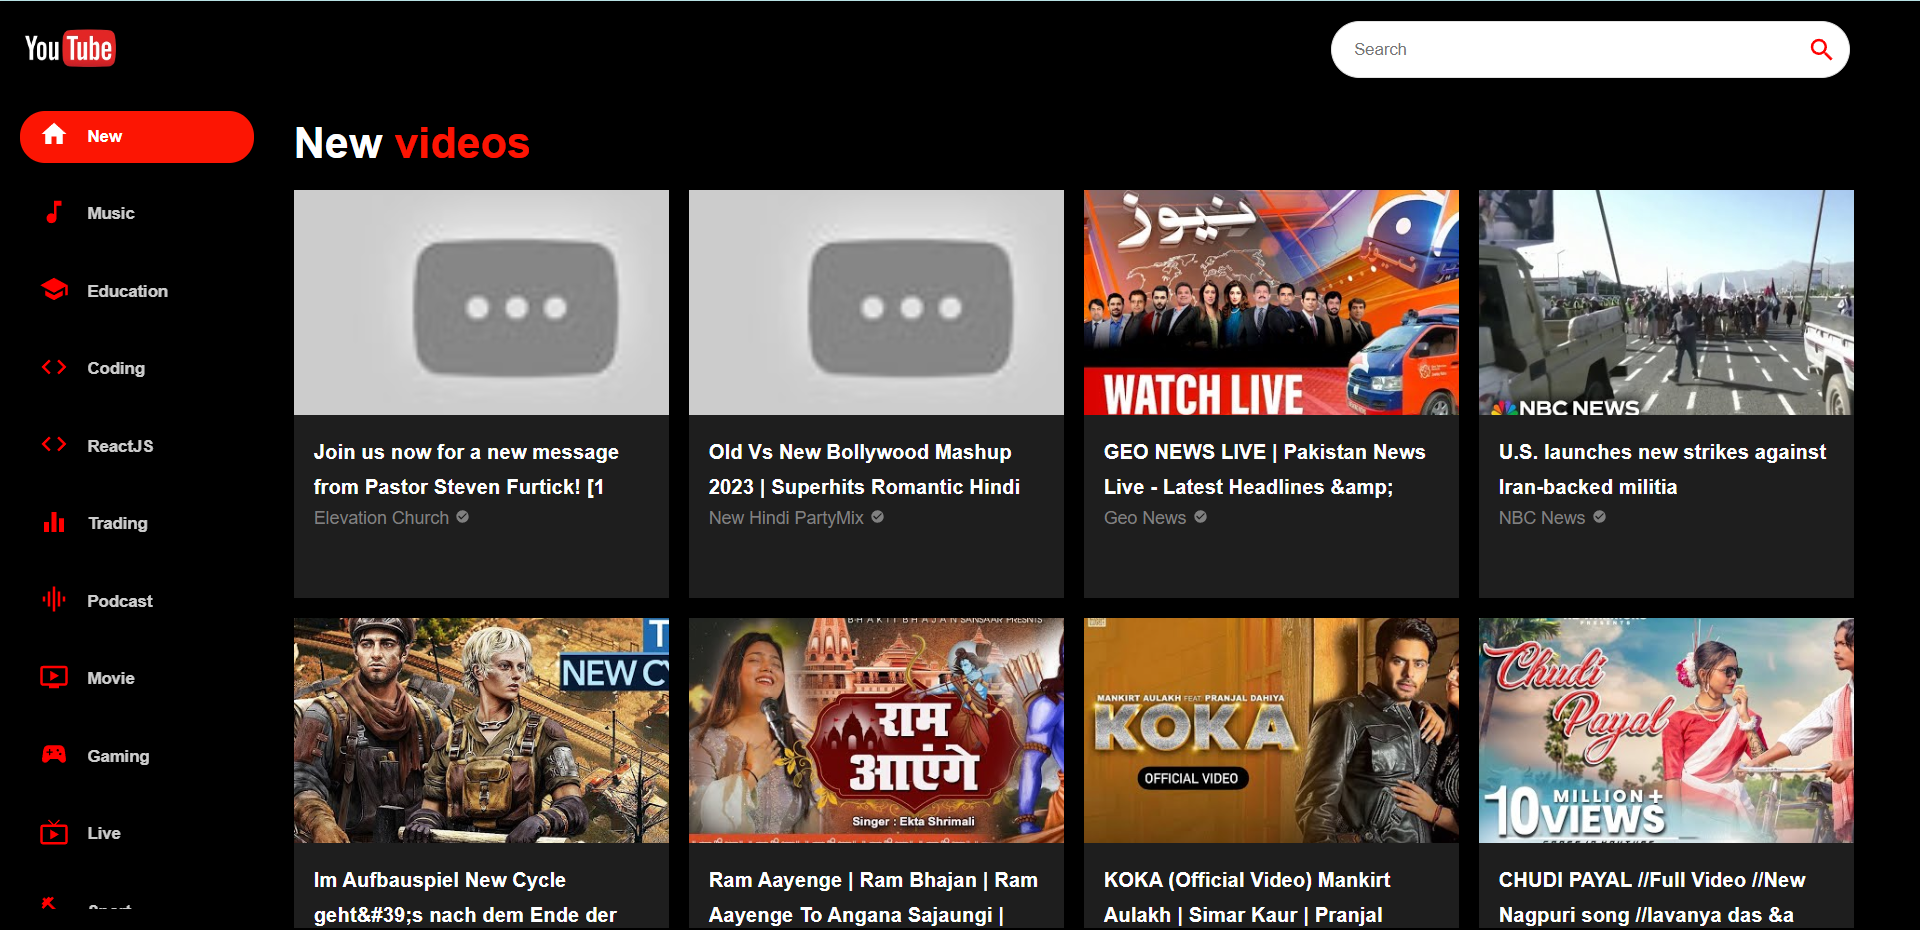 YouTube
Search
New
Music
Education
Coding
ReactJS
Trading
Podcast
Movie
Gaming
Live
New videos
نیوز
WATCH LIVE
NBC NEWS
Join us now for a new message
from Pastor Steven Furtick! [1
Elevation Church
Old Vs New Bollywood Mashup
2023 | Superhits Romantic Hindi
New Hindi PartyMix
GEO NEWS LIVE | Pakistan News
Live - Latest Headlines &amp;
Geo News
U.S. launches new strikes against
Iran-backed militia
NBC News
NEW C
BHAKTI BHAJAN SANSAAR PRESENTS
राम
आएंगे
Singer : Ekta Shrimali
MANKIRT AULAKH FEAT. PRANJAL DAHIYA
KOKA
OFFICIAL VIDEO
Chudi
Payal
10 MILLION+
VIEWS
Im Aufbauspiel New Cycle
geht&#39;s nach dem Ende der
Ram Aayenge | Ram Bhajan | Ram
Aayenge To Angana Sajaungi |
KOKA (Official Video) Mankirt
Aulakh | Simar Kaur | Pranjal
CHUDI PAYAL //Full Video //New
Nagpuri song //lavanya das &a